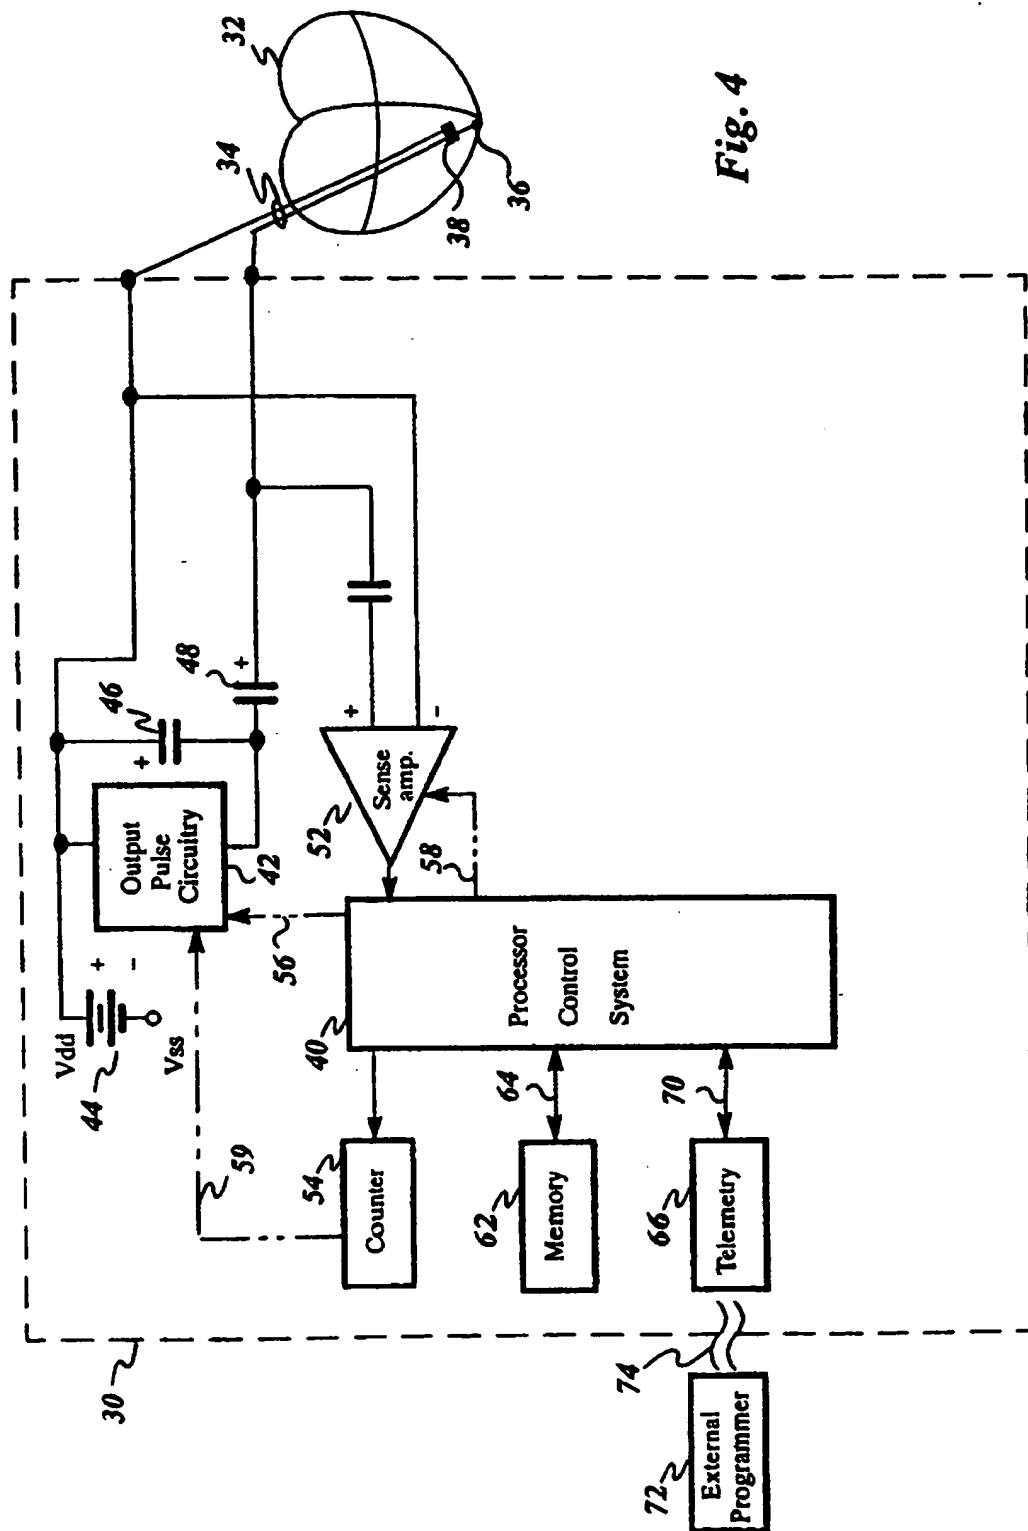 30
44
Vdd
+
-
Vss
59
Output
Pulse
Circuitry
42
+
46
48
+
34
32
38
36
56
52
Sense
amp.
+
-
58
54
Counter
40
Processor
Control
System
62
Memory
64
66
Telemetry
70
74
72
External
Programmer
Fig. 4